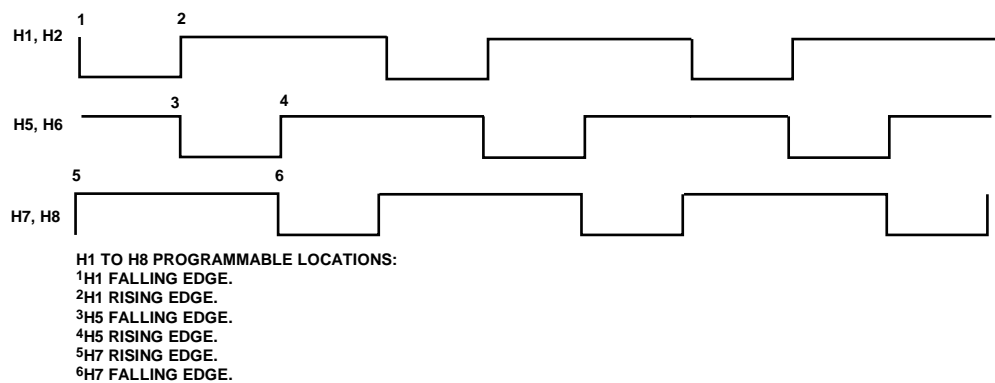 1 2
H1, H2
3 4
H5, H6
5 6
H7, H8
H1 TO H8 PROGRAMMABLE LOCATIONS:
1H1 FALLING EDGE.
2H1 RISING EDGE.
3H5 FALLING EDGE.
4H5 RISING EDGE.
5H7 RISING EDGE.
6H7 FALLING EDGE.